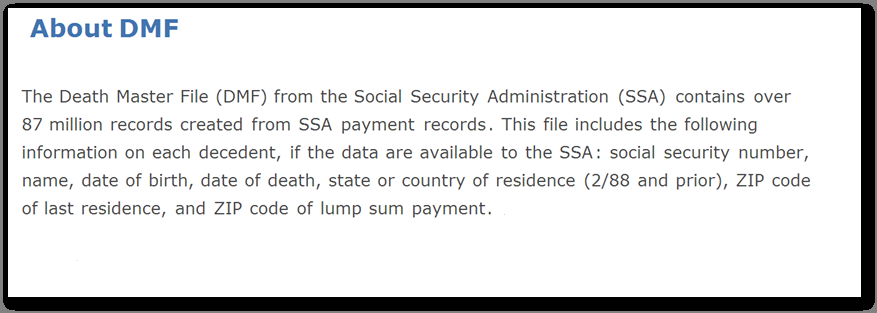 About DMF
The Death Master File (DMF) from the Social Security Administration (SSA) contains over
87 million records created from SSA payment records. This file includes the following
information on each decedent, if the data are available to the SSA: social security number,
name, date of birth, date of death, state or country of residence (2/88 and prior), ZIP code
of last residence, and ZIP code of lump sum payment.